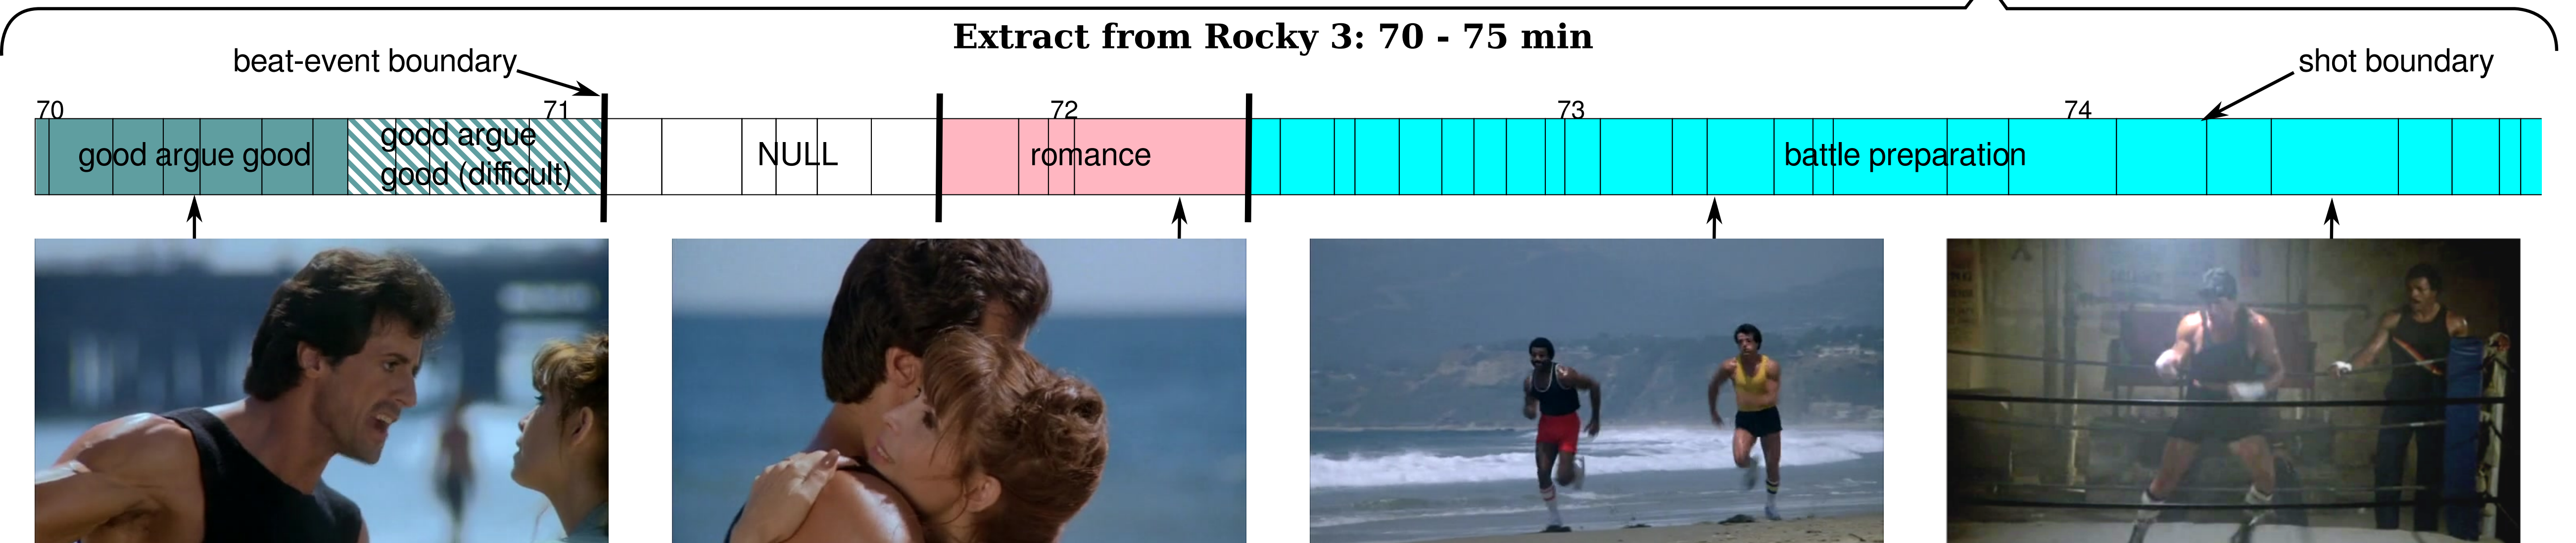 Extract from Rocky 3: 70 - 75 min
beat-event boundary
shot boundary
70
71
72
73
74
good argue good
good argue
good (difficult)
NULL
romance
battle preparation